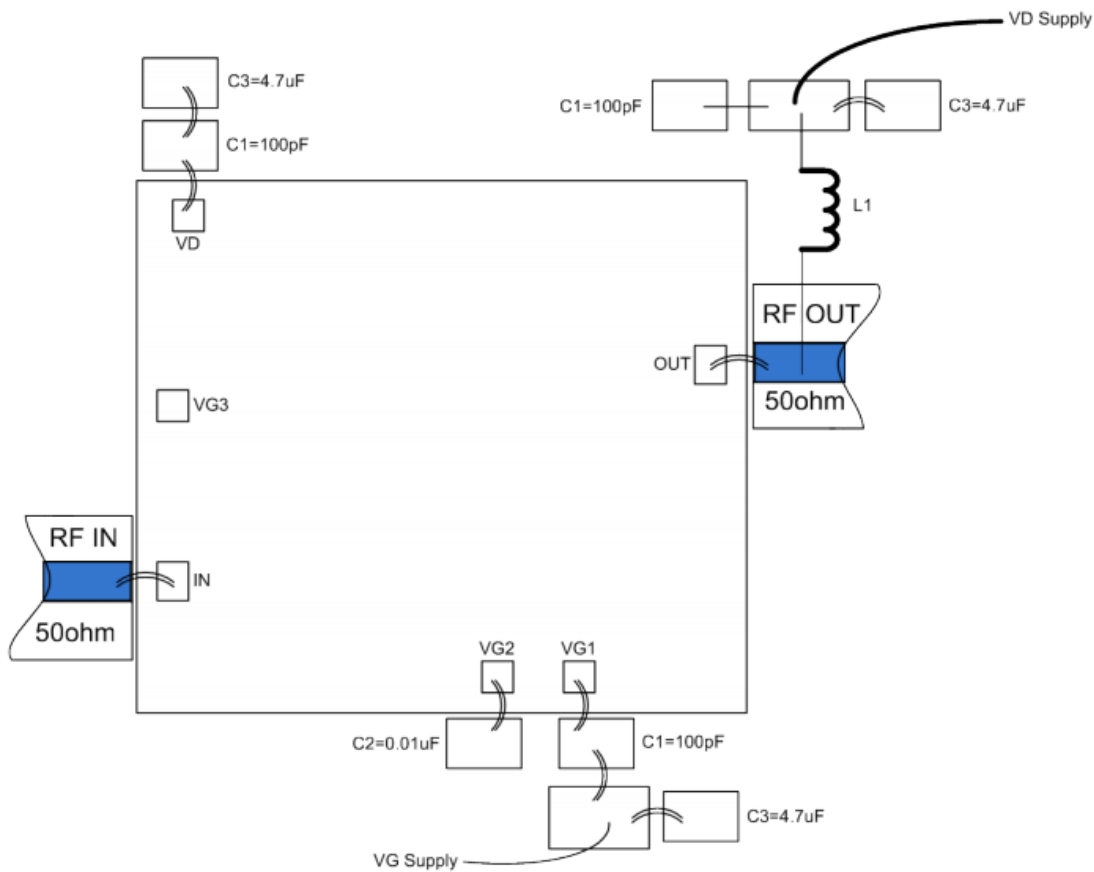 VD Supply
C3=4.7uF
C1=100pF
C3=4.7uF
C1=100pF
L1
VD
RF OUT
OUT
50ohm
VG3
RF IN
IN
50ohm
VG2
VG1
C2=0.01uF
C1=100pF
C3=4.7uF
VG Supply